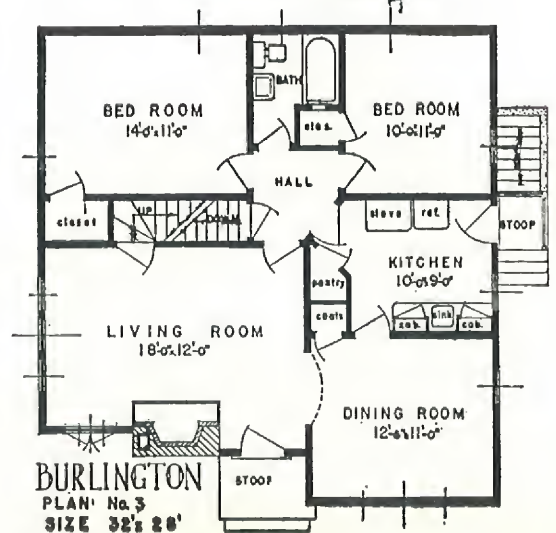 BATH
BED ROOM
14'-0"x11'-0"
BED ROOM
10'-0"x11'-0"
clos.
HALL
closet
UP
DOWN
stove
ref.
STOOP
KITCHEN
10'-0"x9'-0"
pantry
coats
cab.
sink
cab.
LIVING ROOM
18'-0"x12'-0"
DINING ROOM
12'-6"x11'-0"
STOOP
BURLINGTON
PLAN No. 3
SIZE 32'x 28'